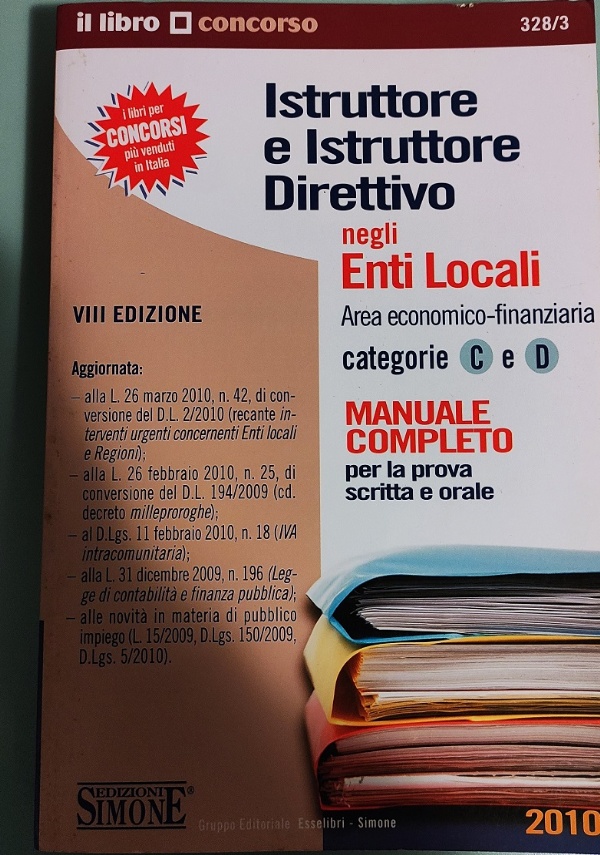 il libro concorso
328/3
i libri per
CONCORSI
più venduti
in Italia
Istruttore
e Istruttore
Direttivo
negli
Enti Locali
Area economico-finanziaria
categorie C e D
MANUALE
COMPLETO
per la prova
scritta e orale
VIII EDIZIONE
Aggiornata:
– alla L. 26 marzo 2010, n. 42, di con-
versione del D.L. 2/2010 (recante in-
terventi urgenti concernenti Enti locali
e Regioni);
– alla L. 26 febbraio 2010, n. 25, di
conversione del D.L. 194/2009 (cd.
decreto milleproroghe);
– al D.Lgs. 11 febbraio 2010, n. 18 (IVA
intracomunitaria);
– alla L. 31 dicembre 2009, n. 196 (Leg-
ge di contabilità e finanza pubblica);
– alle novità in materia di pubblico
impiego (L. 15/2009, D.Lgs. 150/2009,
D.Lgs. 5/2010).
EDIZIONI
SIMONE®
Gruppo Editoriale Esselibri - Simone
2010